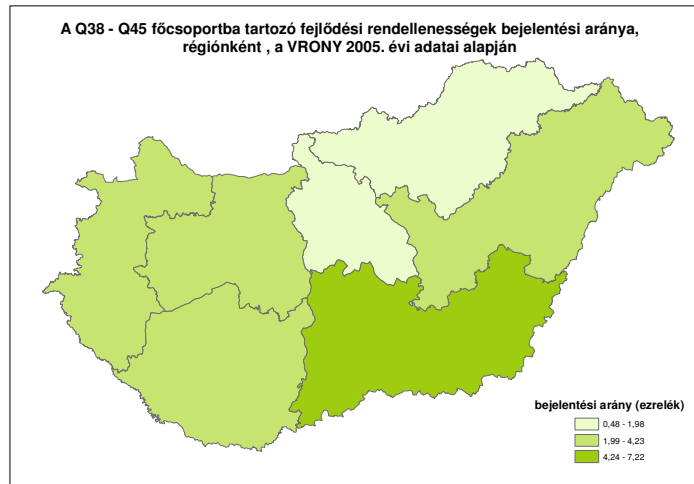 A Q38 - Q45 főcsoportba tartozó fejlődési rendellenességek bejelentési aránya,
régiónként , a VRONY 2005. évi adatai alapján
bejelentési arány (ezrelék)
0,48 - 1,98
1,99 - 4,23
4,24 - 7,22